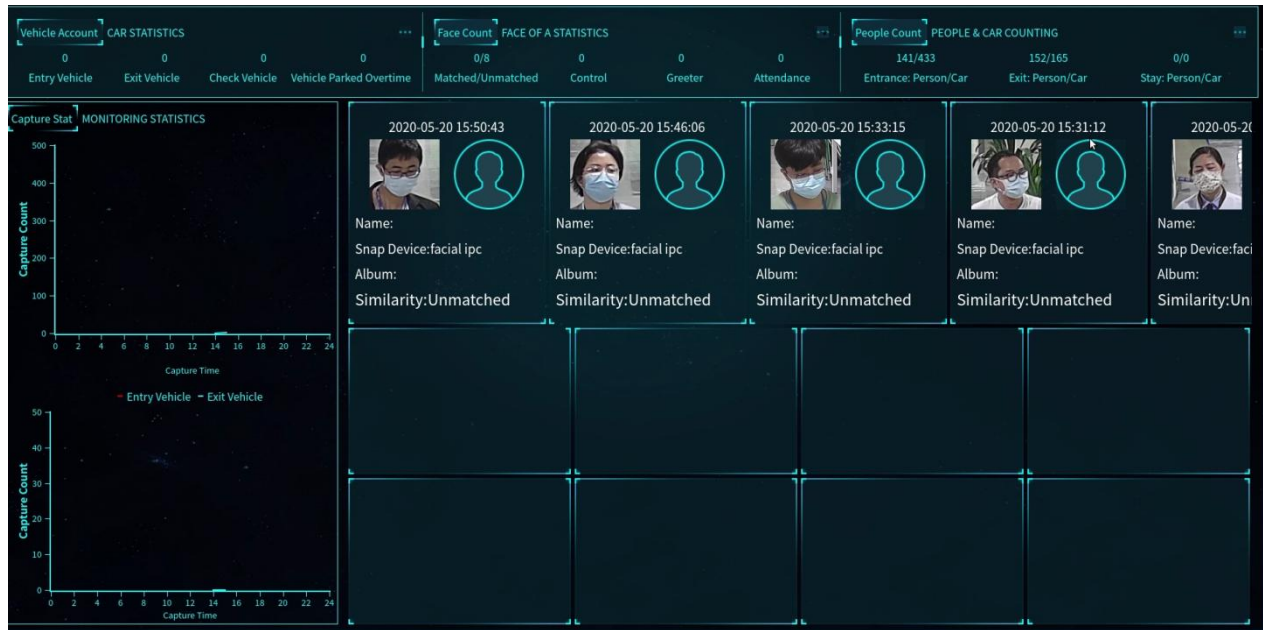 Vehicle Account CAR STATISTICS ...
0 0 0 0
Entry Vehicle Exit Vehicle Check Vehicle Vehicle Parked Overtime
Face Count FACE OF A STATISTICS
0/8 0 0 0
Matched/Unmatched Control Greeter Attendance
People Count PEOPLE & CAR COUNTING ...
141/433 152/165 0/0
Entrance: Person/Car Exit: Person/Car Stay: Person/Car
Capture Stat MONITORING STATISTICS
500
400
300
200
100
0
Capture Count
0 2 4 6 8 10 12 14 16 18 20 22 24
Capture Time
Entry Vehicle Exit Vehicle
50
40
30
20
10
0
Capture Count
0 2 4 6 8 10 12 14 16 18 20 22 24
Capture Time
2020-05-20 15:50:43
Name:
Snap Device:facial ipc
Album:
Similarity:Unmatched
2020-05-20 15:46:06
Name:
Snap Device:facial ipc
Album:
Similarity:Unmatched
2020-05-20 15:33:15
Name:
Snap Device:facial ipc
Album:
Similarity:Unmatched
2020-05-20 15:31:12
Name:
Snap Device:facial ipc
Album:
Similarity:Unmatched
2020-05-20
Name:
Snap Device:faci
Album:
Similarity:Un